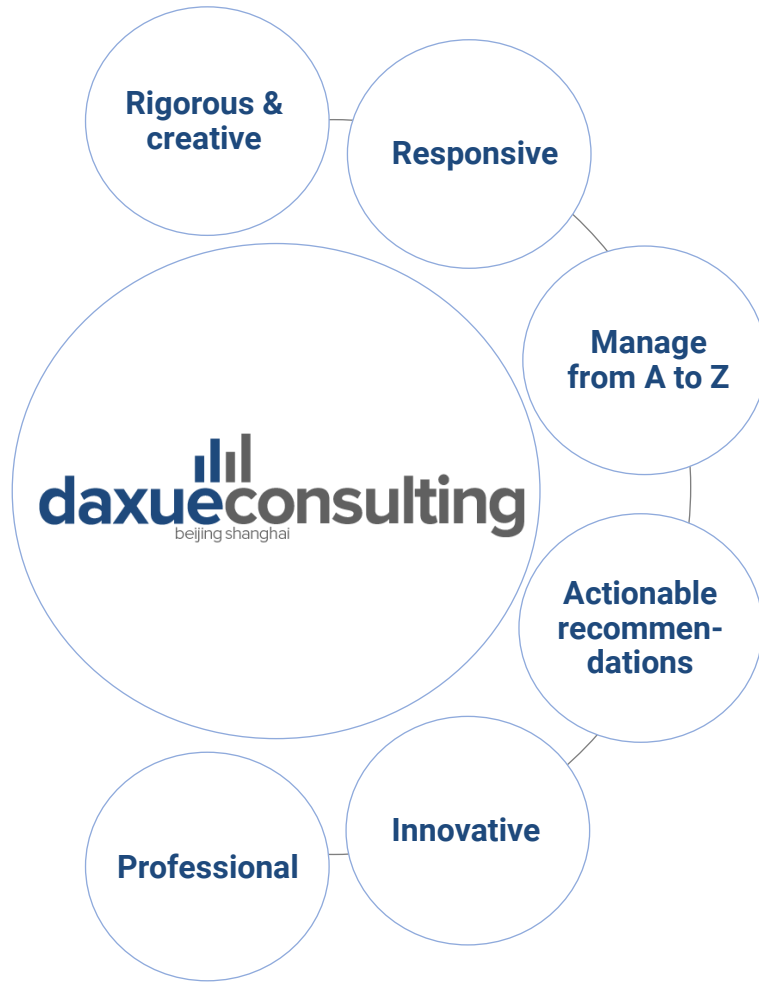 Rigorous &
creative
Responsive
Manage
from A to Z
daxueconsulting
beijing shanghai
Actionable
recommen-
dations
Innovative
Professional